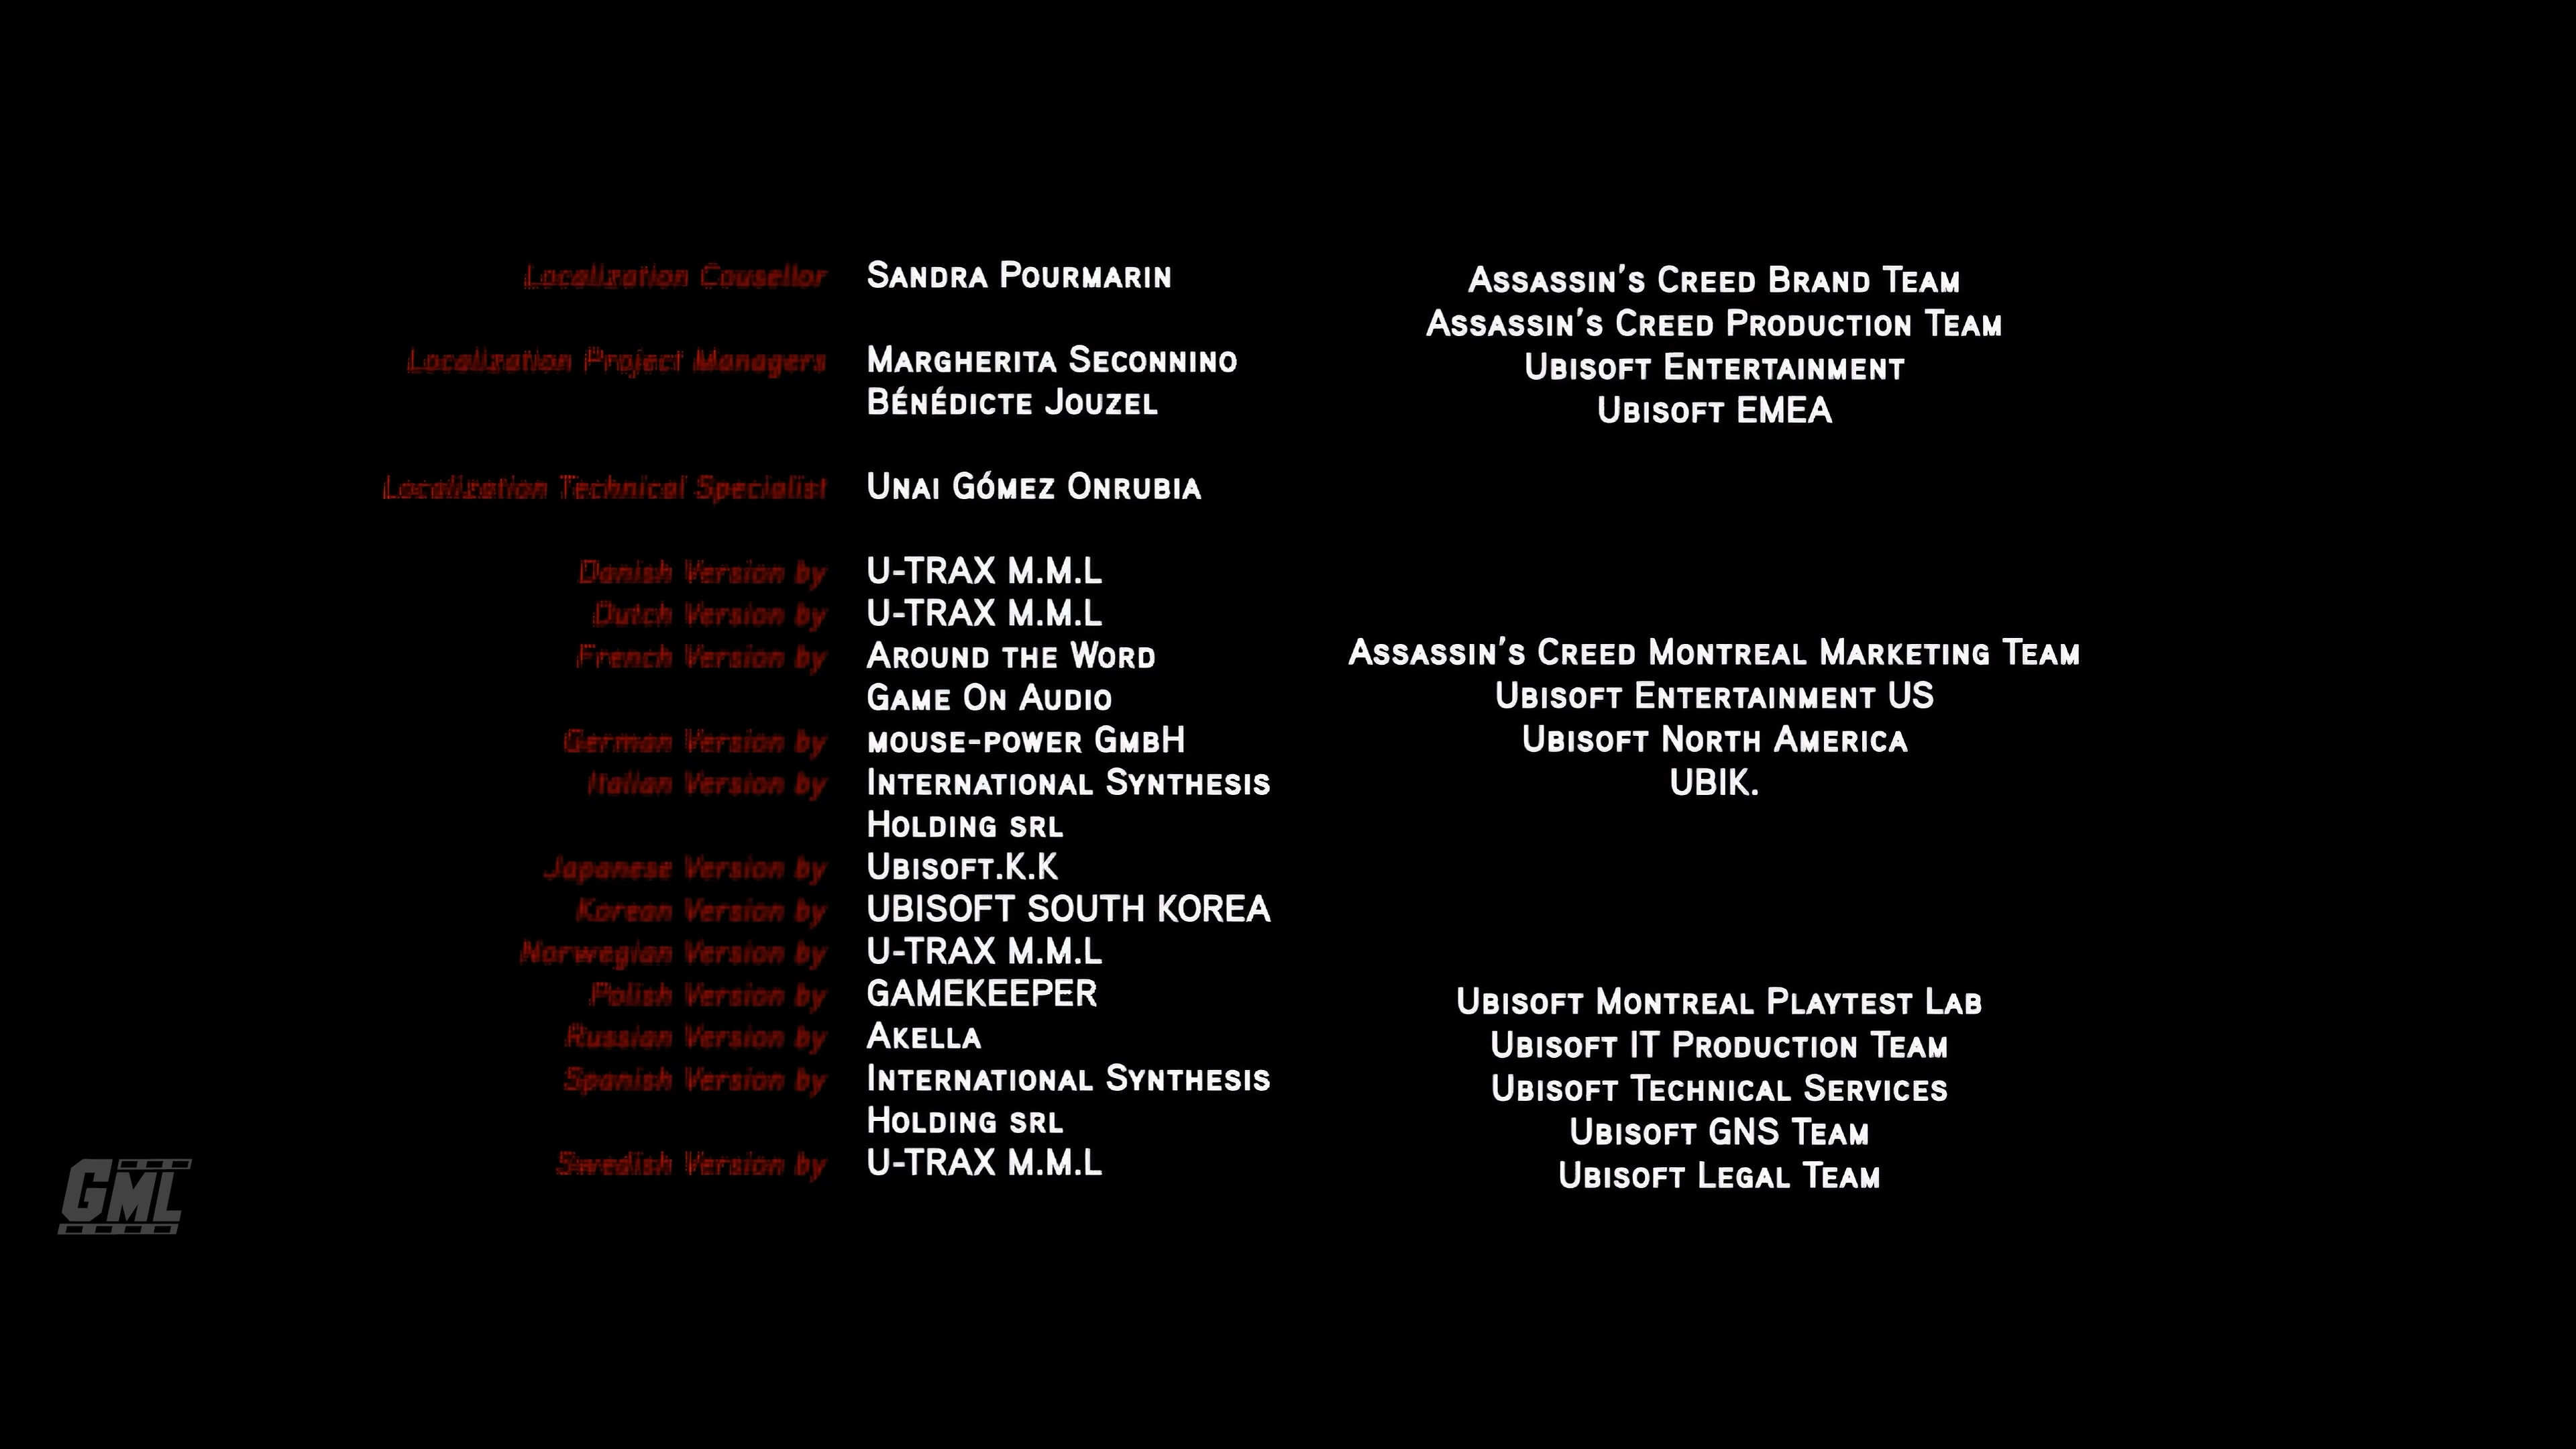 Localization Cousellor SANDRA POURMARIN
Localization Project Managers MARGHERITA SECONNINO
BÉNÉDICTE JOUZEL
Localization Technical Specialist UNAI GÓMEZ ONRUBIA
Danish Version by U-TRAX M.M.L
Dutch Version by U-TRAX M.M.L
French Version by AROUND THE WORD
GAME ON AUDIO
German Version by MOUSE-POWER GMBH
Italian Version by INTERNATIONAL SYNTHESIS
HOLDING SRL
Japanese Version by UBISOFT.K.K
Korean Version by UBISOFT SOUTH KOREA
Norwegian Version by U-TRAX M.M.L
Polish Version by GAMEKEEPER
Russian Version by AKELLA
Spanish Version by INTERNATIONAL SYNTHESIS
HOLDING SRL
Swedish Version by U-TRAX M.M.L
ASSASSIN'S CREED BRAND TEAM
ASSASSIN'S CREED PRODUCTION TEAM
UBISOFT ENTERTAINMENT
UBISOFT EMEA
ASSASSIN'S CREED MONTREAL MARKETING TEAM
UBISOFT ENTERTAINMENT US
UBISOFT NORTH AMERICA
UBIK.
UBISOFT MONTREAL PLAYTEST LAB
UBISOFT IT PRODUCTION TEAM
UBISOFT TECHNICAL SERVICES
UBISOFT GNS TEAM
UBISOFT LEGAL TEAM
GML